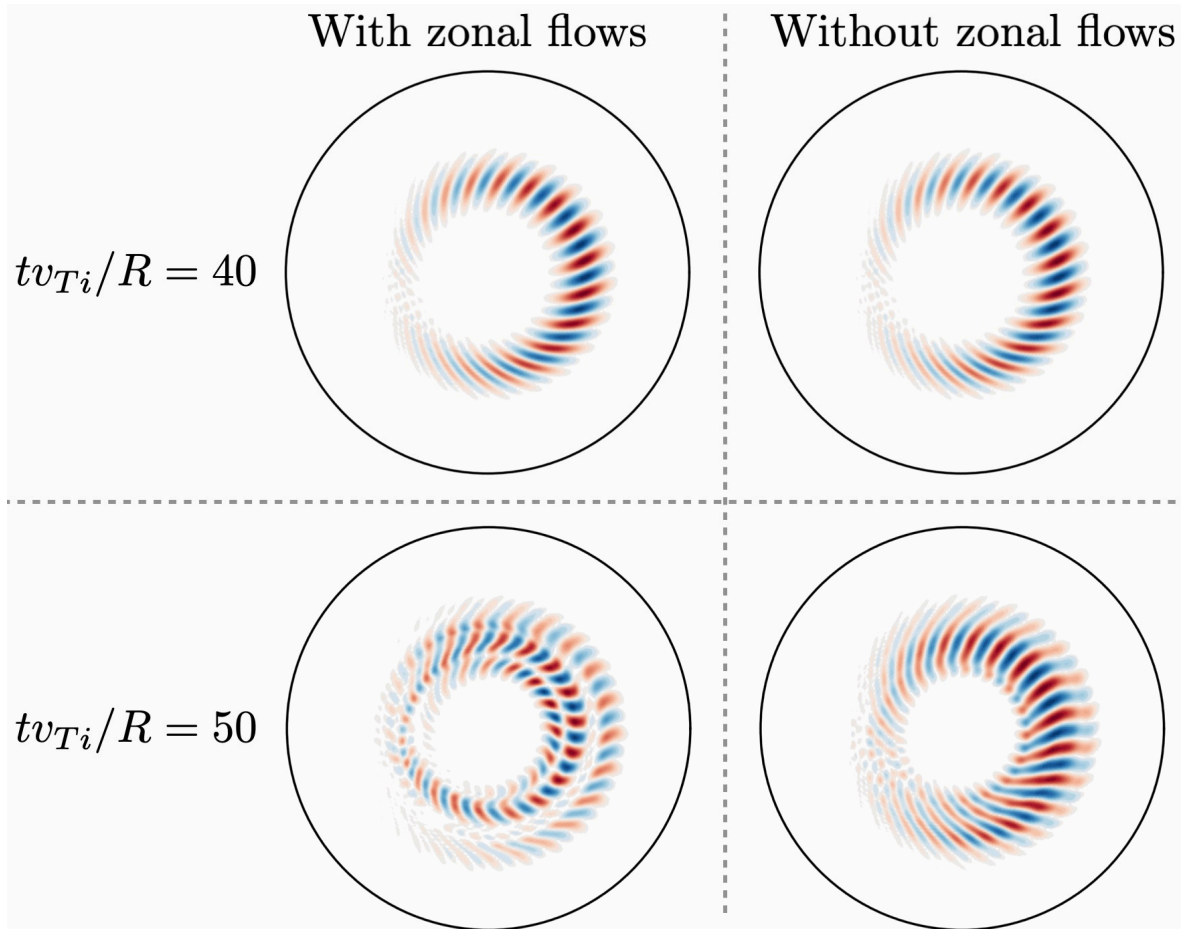 With zonal flows
Without zonal flows
tv_{Ti}/R = 40
tv_{Ti}/R = 50